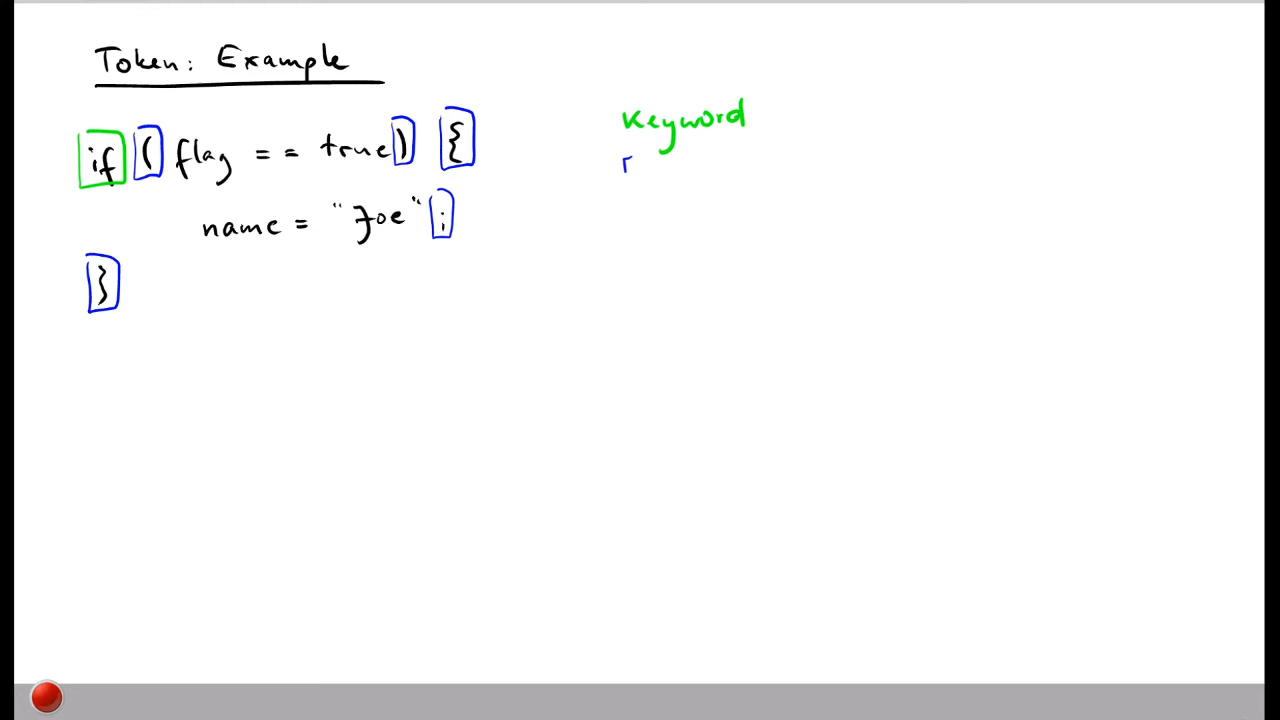 Token: Example
if ( flag == true ) {
name = "Joe" ;
}
keyword